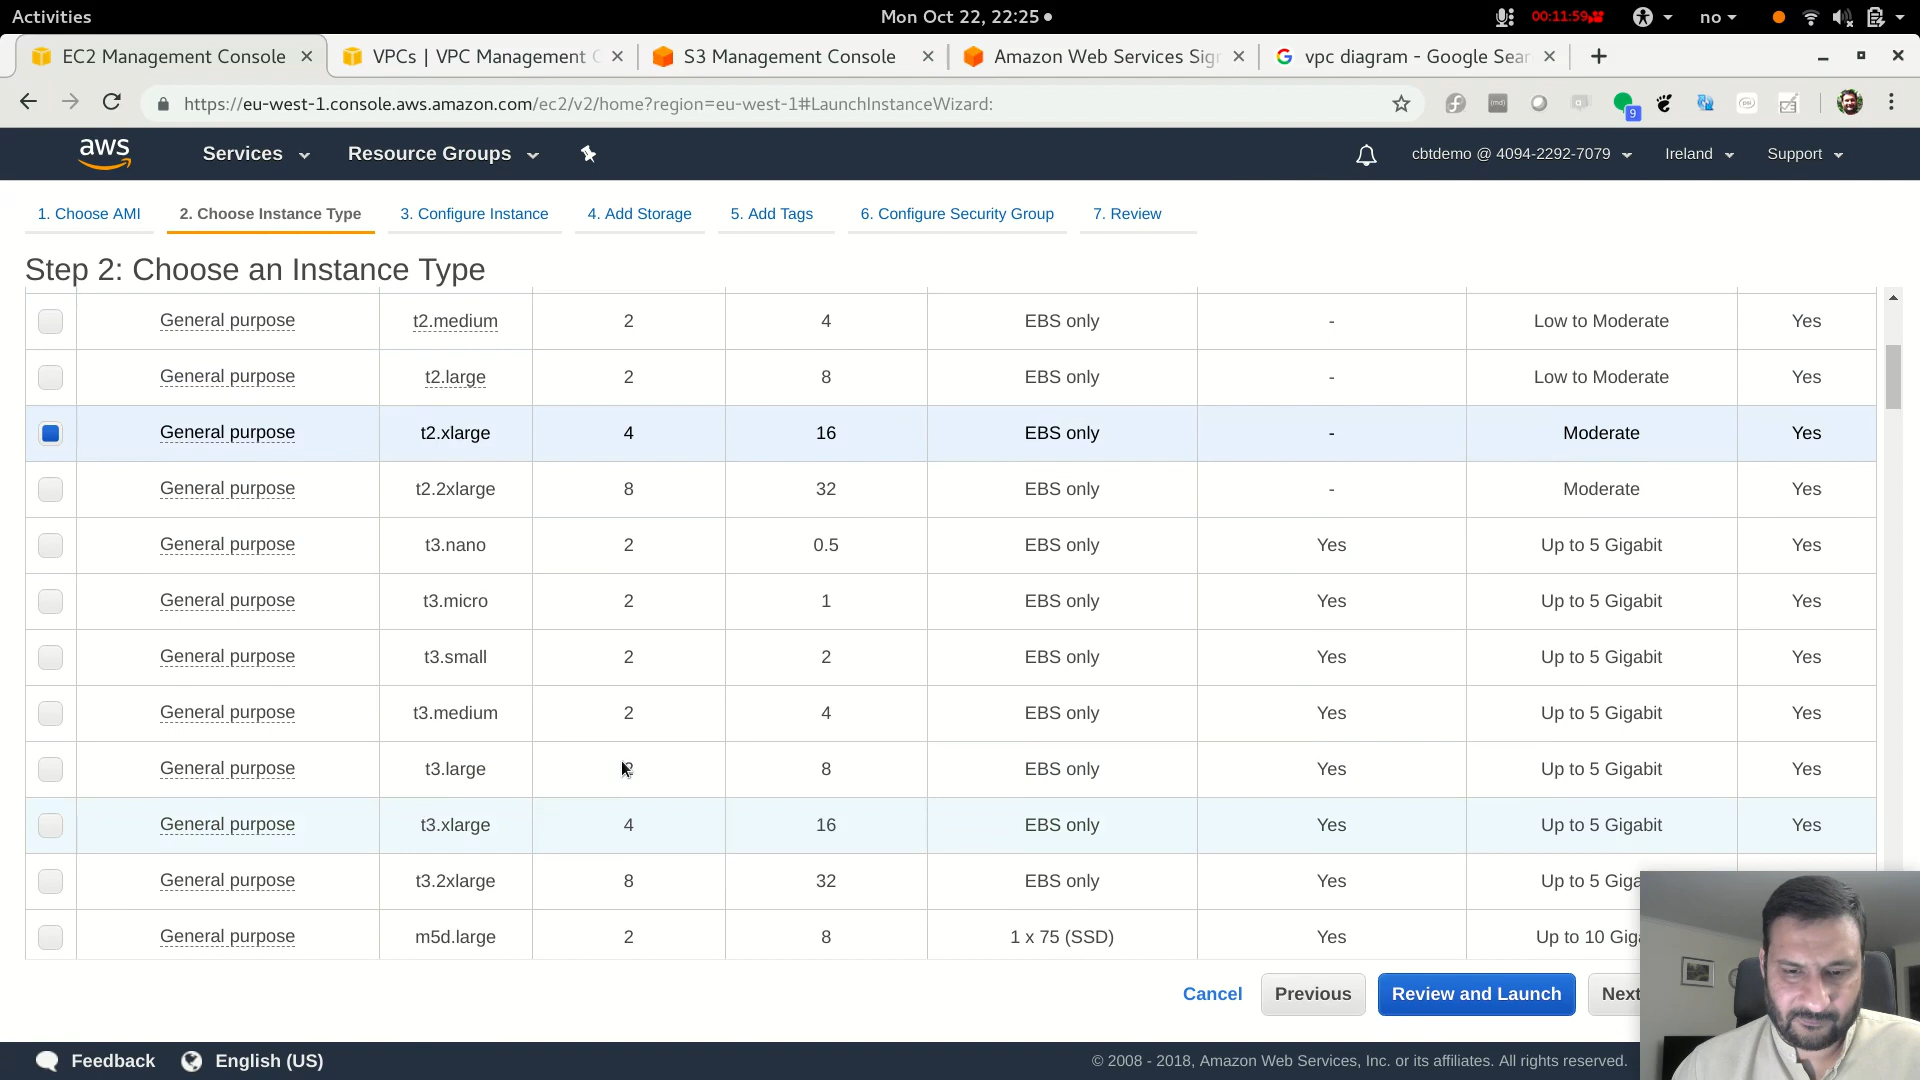 Activities
Mon Oct 22, 22:25
00:11:59
no
EC2 Management Console
VPCs | VPC Management
S3 Management Console
Amazon Web Services Sig
vpc diagram - Google Sear
https://eu-west-1.console.aws.amazon.com/ec2/v2/home?region=eu-west-1#LaunchInstanceWizard:
9
aws
Services
Resource Groups
cbtdemo @ 4094-2292-7079
Ireland
Support
1. Choose AMI
2. Choose Instance Type
3. Configure Instance
4. Add Storage
5. Add Tags
6. Configure Security Group
7. Review
Step 2: Choose an Instance Type
General purpose t2.medium 2 4 EBS only - Low to Moderate Yes
General purpose t2.large 2 8 EBS only - Low to Moderate Yes
General purpose t2.xlarge 4 16 EBS only - Moderate Yes
General purpose t2.2xlarge 8 32 EBS only - Moderate Yes
General purpose t3.nano 2 0.5 EBS only Yes Up to 5 Gigabit Yes
General purpose t3.micro 2 1 EBS only Yes Up to 5 Gigabit Yes
General purpose t3.small 2 2 EBS only Yes Up to 5 Gigabit Yes
General purpose t3.medium 2 4 EBS only Yes Up to 5 Gigabit Yes
General purpose t3.large 2 8 EBS only Yes Up to 5 Gigabit Yes
General purpose t3.xlarge 4 16 EBS only Yes Up to 5 Gigabit Yes
General purpose t3.2xlarge 8 32 EBS only Yes Up to 5 Giga
General purpose m5d.large 2 8 1 x 75 (SSD) Yes Up to 10 Giga
Cancel
Previous
Review and Launch
Next
Feedback
English (US)
© 2008 - 2018, Amazon Web Services, Inc. or its affiliates. All rights reserved.